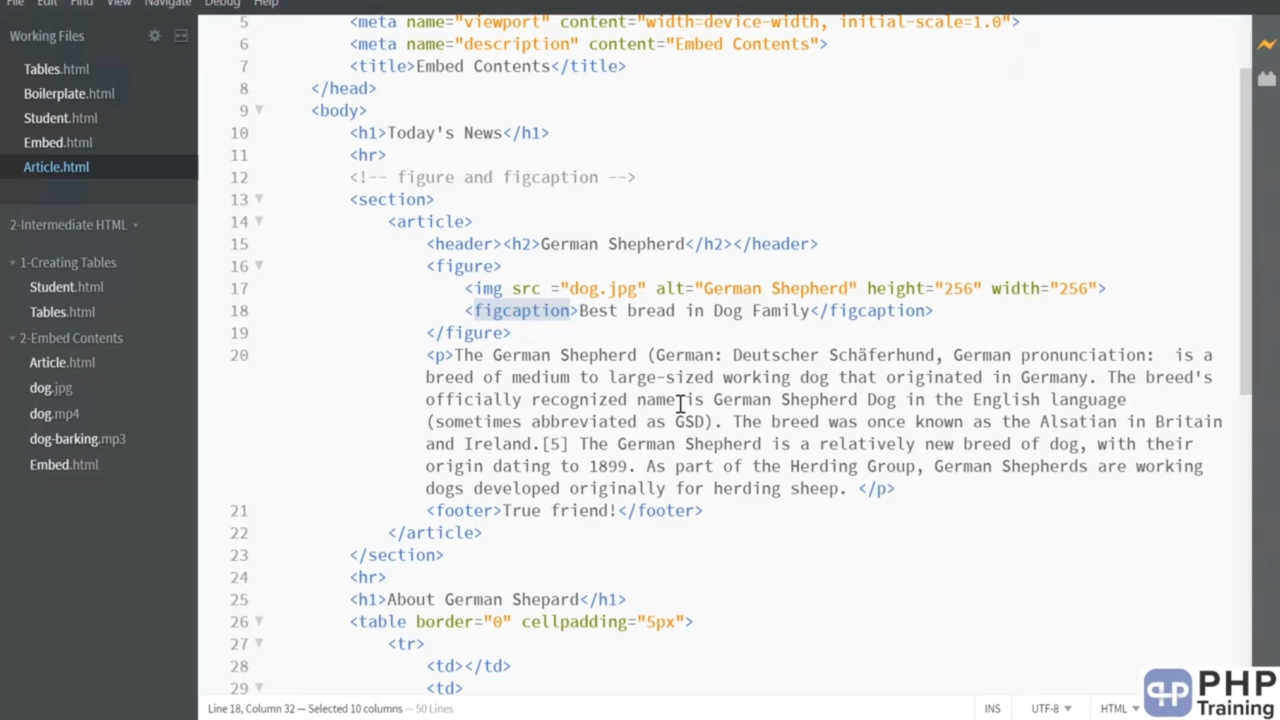 File Edit Find View Navigate Debug Help
Working Files
Tables.html
Boilerplate.html
Student.html
Embed.html
Article.html
2-Intermediate HTML
1-Creating Tables
Student.html
Tables.html
2-Embed Contents
Article.html
dog.jpg
dog.mp4
dog-barking.mp3
Embed.html
5 <meta name="viewport" content="width=device-width, initial-scale=1.0">
6 <meta name="description" content="Embed Contents">
7 <title>Embed Contents</title>
8 </head>
9 <body>
10 <h1>Today's News</h1>
11 <hr>
12 <!-- figure and figcaption -->
13 <section>
14 <article>
15 <header><h2>German Shepherd</h2></header>
16 <figure>
17 <img src ="dog.jpg" alt="German Shepherd" height="256" width="256">
18 <figcaption>Best bread in Dog Family</figcaption>
19 </figure>
20 <p>The German Shepherd (German: Deutscher Schäferhund, German pronunciation:  is a
breed of medium to large-sized working dog that originated in Germany. The breed's
officially recognized name is German Shepherd Dog in the English language
(sometimes abbreviated as GSD). The breed was once known as the Alsatian in Britain
and Ireland.[5] The German Shepherd is a relatively new breed of dog, with their
origin dating to 1899. As part of the Herding Group, German Shepherds are working
dogs developed originally for herding sheep. </p>
21 <footer>True friend!</footer>
22 </article>
23 </section>
24 <hr>
25 <h1>About German Shepard</h1>
26 <table border="0" cellpadding="5px">
27 <tr>
28 <td></td>
29 <td>
Line 18, Column 32 — Selected 10 columns — 50 Lines
INS UTF-8 HTML
php PHP
Training